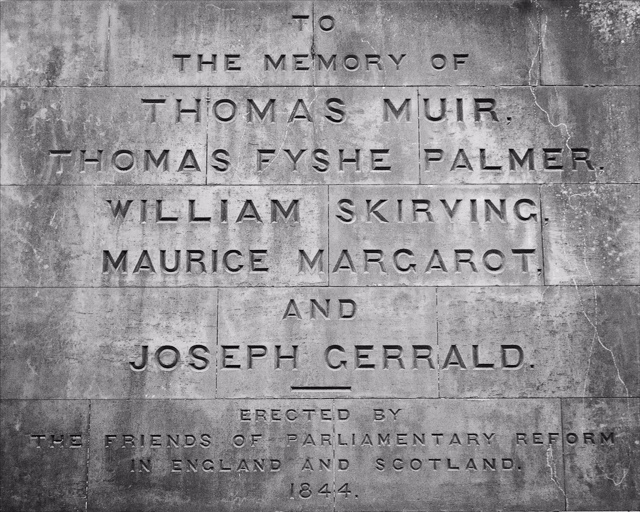 TO
THE MEMORY OF
THOMAS MUIR,
THOMAS FYSHE PALMER,
WILLIAM SKIRVING,
MAURICE MARGAROT,
AND
JOSEPH GERRALD.
ERECTED BY
THE FRIENDS OF PARLIAMENTARY REFORM
IN ENGLAND AND SCOTLAND.
1844.